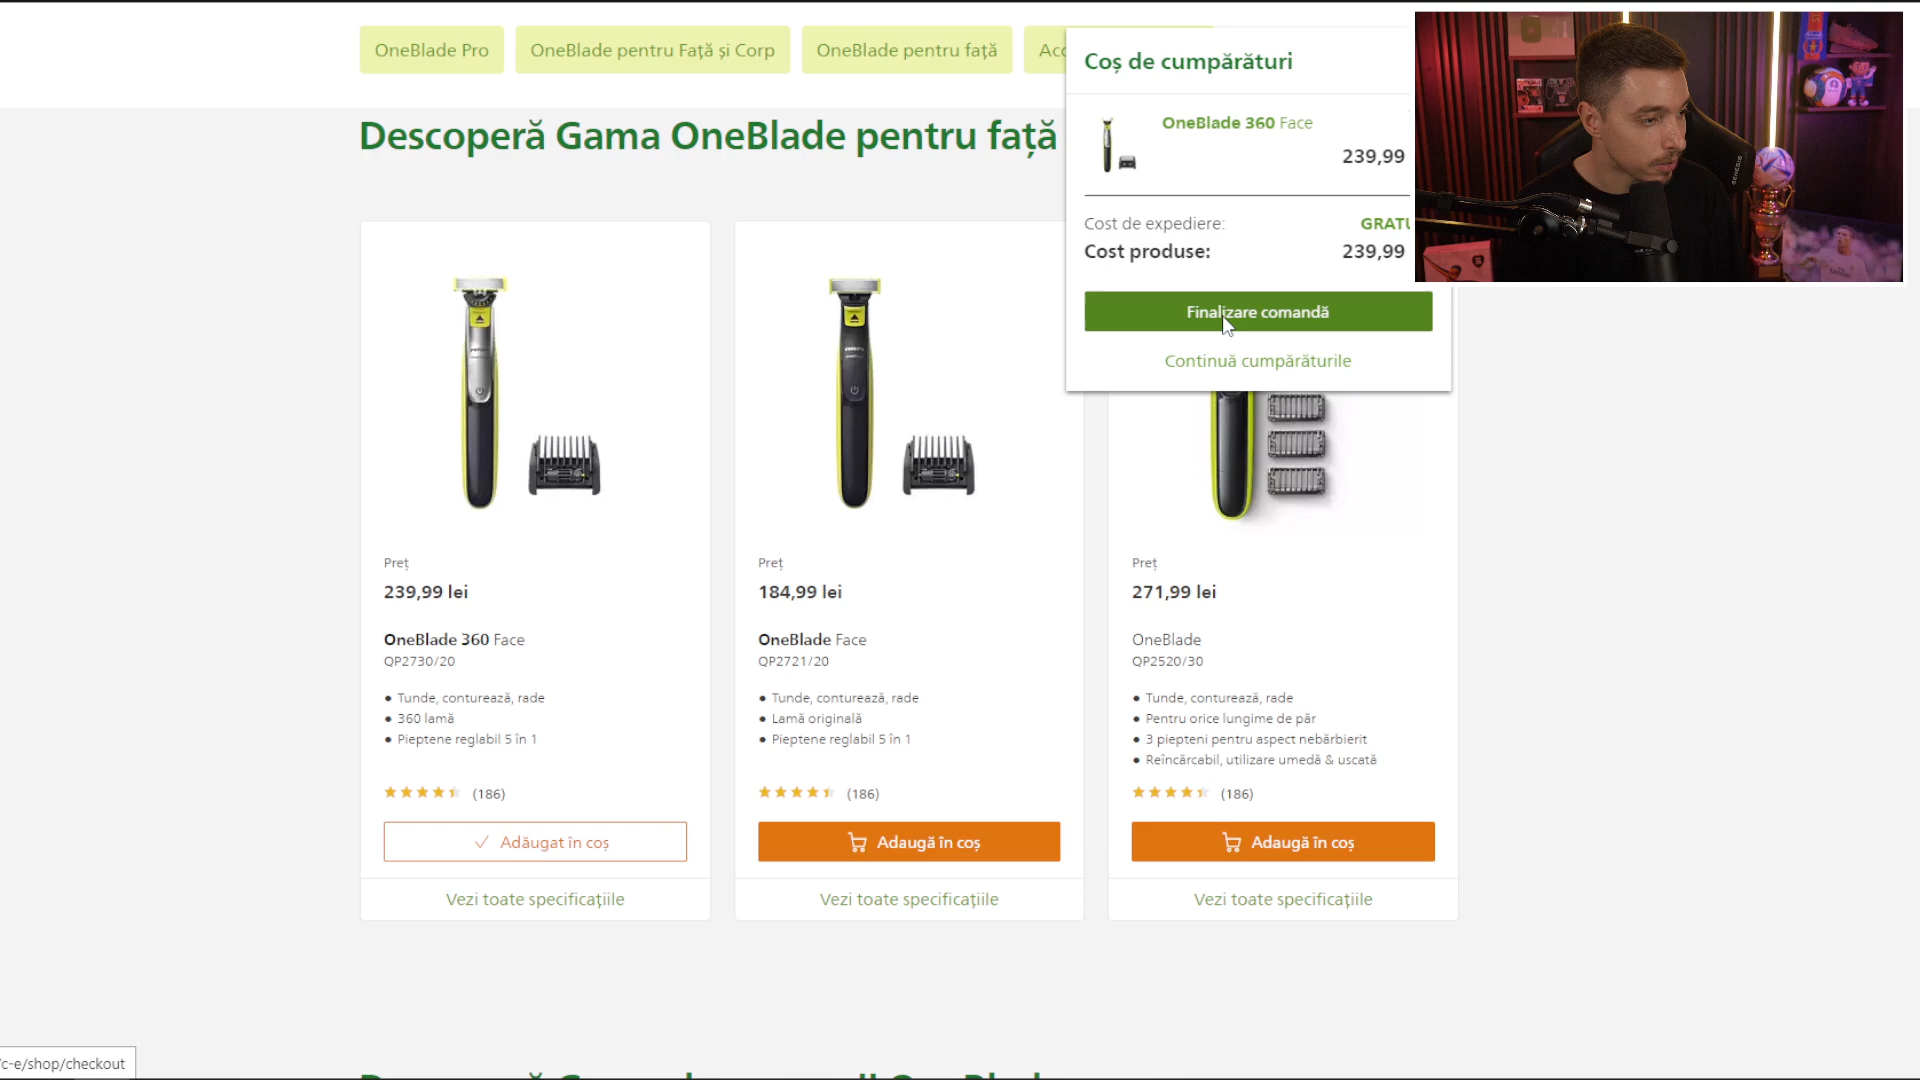 OneBlade Pro
OneBlade pentru Față și Corp
OneBlade pentru față
Acc
Descoperă Gama OneBlade pentru față
Coș de cumpărături
OneBlade 360 Face
239,99
Cost de expediere:
GRATU
Cost produse:
239,99
Finalizare comandă
Continuă cumpărăturile
Preț
239,99 lei
OneBlade 360 Face
QP2730/20
• Tunde, conturează, rade
• 360 lamă
• Pieptene reglabil 5 în 1
(186)
Adăugat în coș
Vezi toate specificațiile
Preț
184,99 lei
OneBlade Face
QP2721/20
• Tunde, conturează, rade
• Lamă originală
• Pieptene reglabil 5 în 1
(186)
Adaugă în coș
Vezi toate specificațiile
Preț
271,99 lei
OneBlade
QP2520/30
• Tunde, conturează, rade
• Pentru orice lungime de păr
• 3 piepteni pentru aspect nebărbierit
• Reîncărcabil, utilizare umedă & uscată
(186)
Adaugă în coș
Vezi toate specificațiile
/c-e/shop/checkout